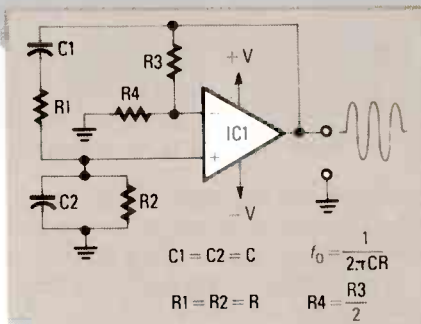 C1
R3
+V
R4
R1
−
IC1
+
C2
R2
−V
C1 = C2 = C
f₀ = 1/2πCR
R1 = R2 = R
R4 = R3/2